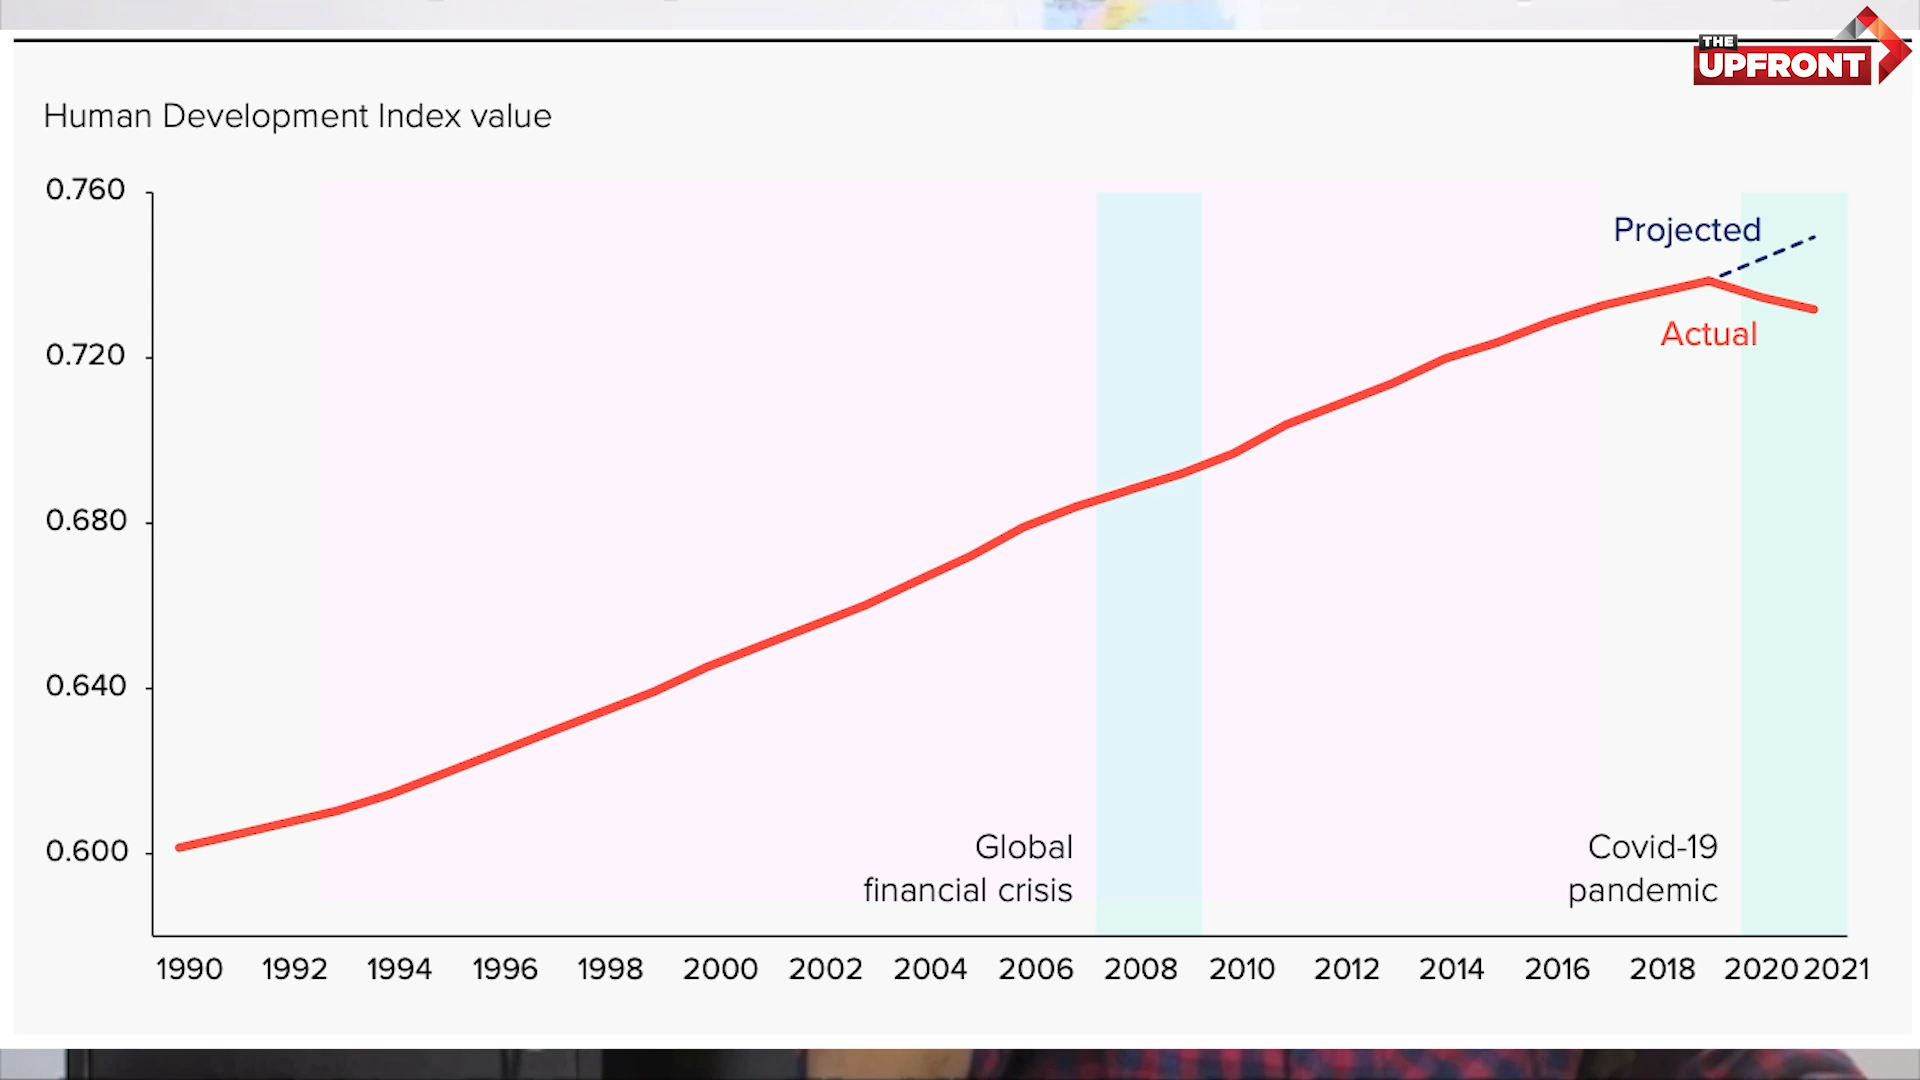 THE
UPFRONT
Human Development Index value
0.760
0.720
0.680
0.640
0.600
Projected
Actual
Global
financial crisis
Covid-19
pandemic
1990 1992 1994 1996 1998 2000 2002 2004 2006 2008 2010 2012 2014 2016 2018 2020 2021